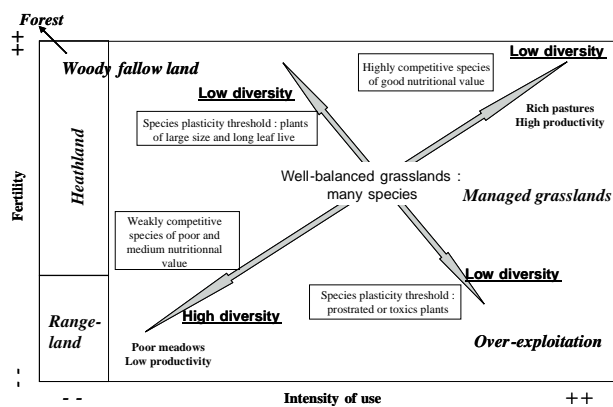 Forest
++
Woody fallow land
Low diversity
Highly competitive species
of good nutritional value
Low diversity
Species plasticity threshold : plants
of large size and long leaf live
Rich pastures
High productivity
Heathland
Fertility
Well-balanced grasslands :
many species
Managed grasslands
Weakly competitive
species of poor and
medium nutritionnal
value
Low diversity
Species plasticity threshold :
prostrated or toxics plants
High diversity
Range-
land
Poor meadows
Low productivity
Over-exploitation
- -
- -
Intensity of use
++